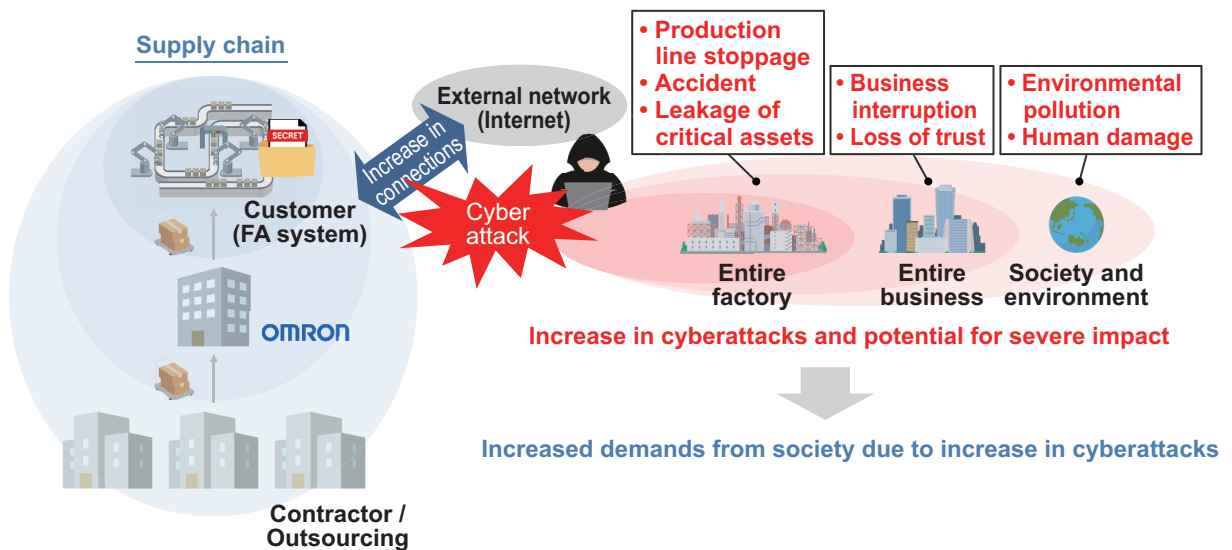 Supply chain
SECRET
Customer
(FA system)
OMRON
Contractor /
Outsourcing
External network
(Internet)
Increase in
connections
Cyber
attack
• Production
line stoppage
• Accident
• Leakage of
critical assets
• Business
interruption
• Loss of trust
• Environmental
pollution
• Human damage
Entire
factory
Entire
business
Society and
environment
Increase in cyberattacks and potential for severe impact
Increased demands from society due to increase in cyberattacks